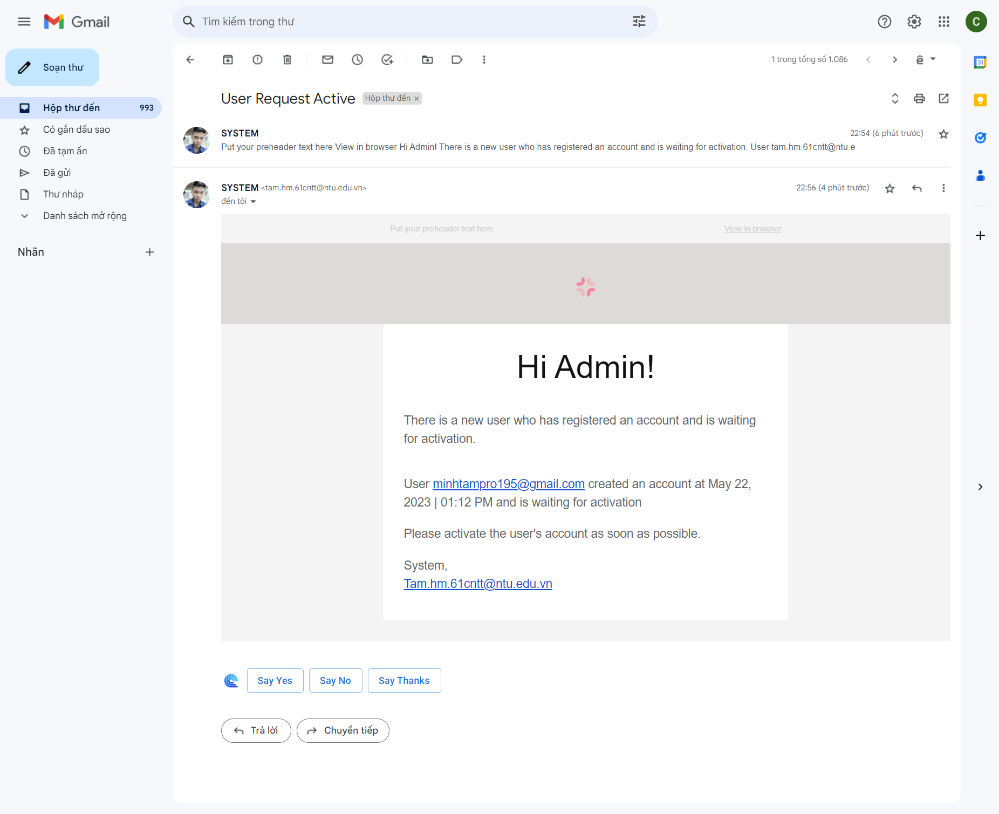 Gmail
Tìm kiếm trong thư
C
Soạn thư
Hộp thư đến 993
Có gắn dấu sao
Đã tạm ẩn
Đã gửi
Thư nháp
Danh sách mở rộng
Nhãn
1 trong tổng số 1.086
ê
User Request Active Hộp thư đến ×
SYSTEM 22:54 (6 phút trước)
Put your preheader text here View in browser Hi Admin! There is a new user who has registered an account and is waiting for activation. User tam.hm.61cntt@ntu.e
SYSTEM <tam.hm.61cntt@ntu.edu.vn> 22:56 (4 phút trước)
đến tôi
Put your preheader text here View in browser
Hi Admin!
There is a new user who has registered an account and is waiting
for activation.
User minhtampro195@gmail.com created an account at May 22,
2023 | 01:12 PM and is waiting for activation
Please activate the user's account as soon as possible.
System,
Tam.hm.61cntt@ntu.edu.vn
Say Yes Say No Say Thanks
Trả lời Chuyển tiếp
31